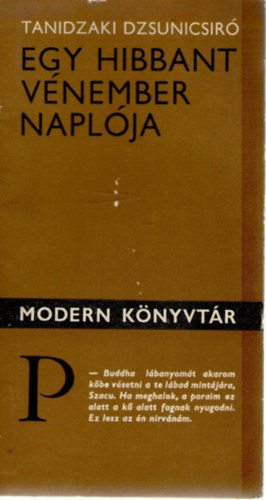 TANIDZAKI DZSUNICSIRÓ
EGY HIBBANT
VÉNEMBER
NAPLÓJA
MODERN KÖNYVTÁR
P
— Buddha lábanyomát akarom
kőbe vésetni a te lábad mintájára,
Szacu. Ha meghalok, a poraim ez
alatt a kő alatt fognak nyugodni.
Ez lesz az én nirvánám.